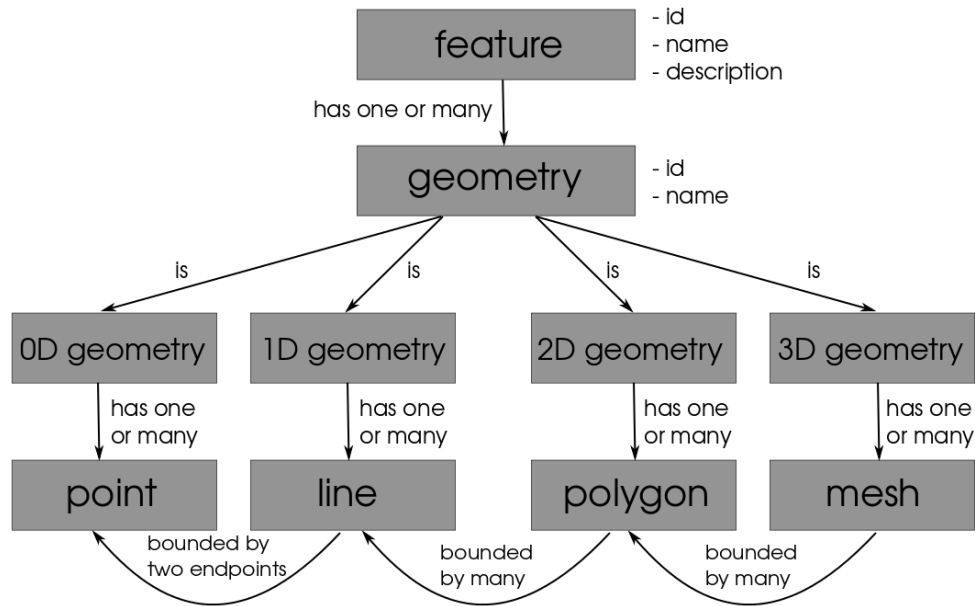 feature
- id
- name
- description
has one or many
geometry
- id
- name
is
is
is
is
0D geometry
1D geometry
2D geometry
3D geometry
has one
or many
has one
or many
has one
or many
has one
or many
point
line
polygon
mesh
bounded by
two endpoints
bounded
by many
bounded
by many